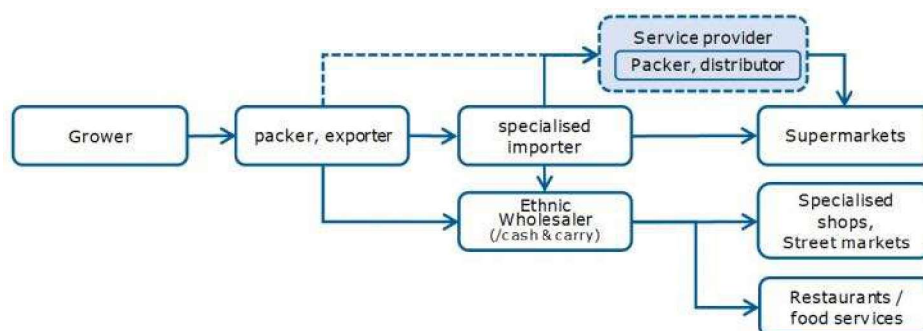 Service provider
Packer, distributor
Grower
packer, exporter
specialised
importer
Supermarkets
Ethnic
Wholesaler
(/cash & carry)
Specialised
shops,
Street markets
Restaurants /
food services